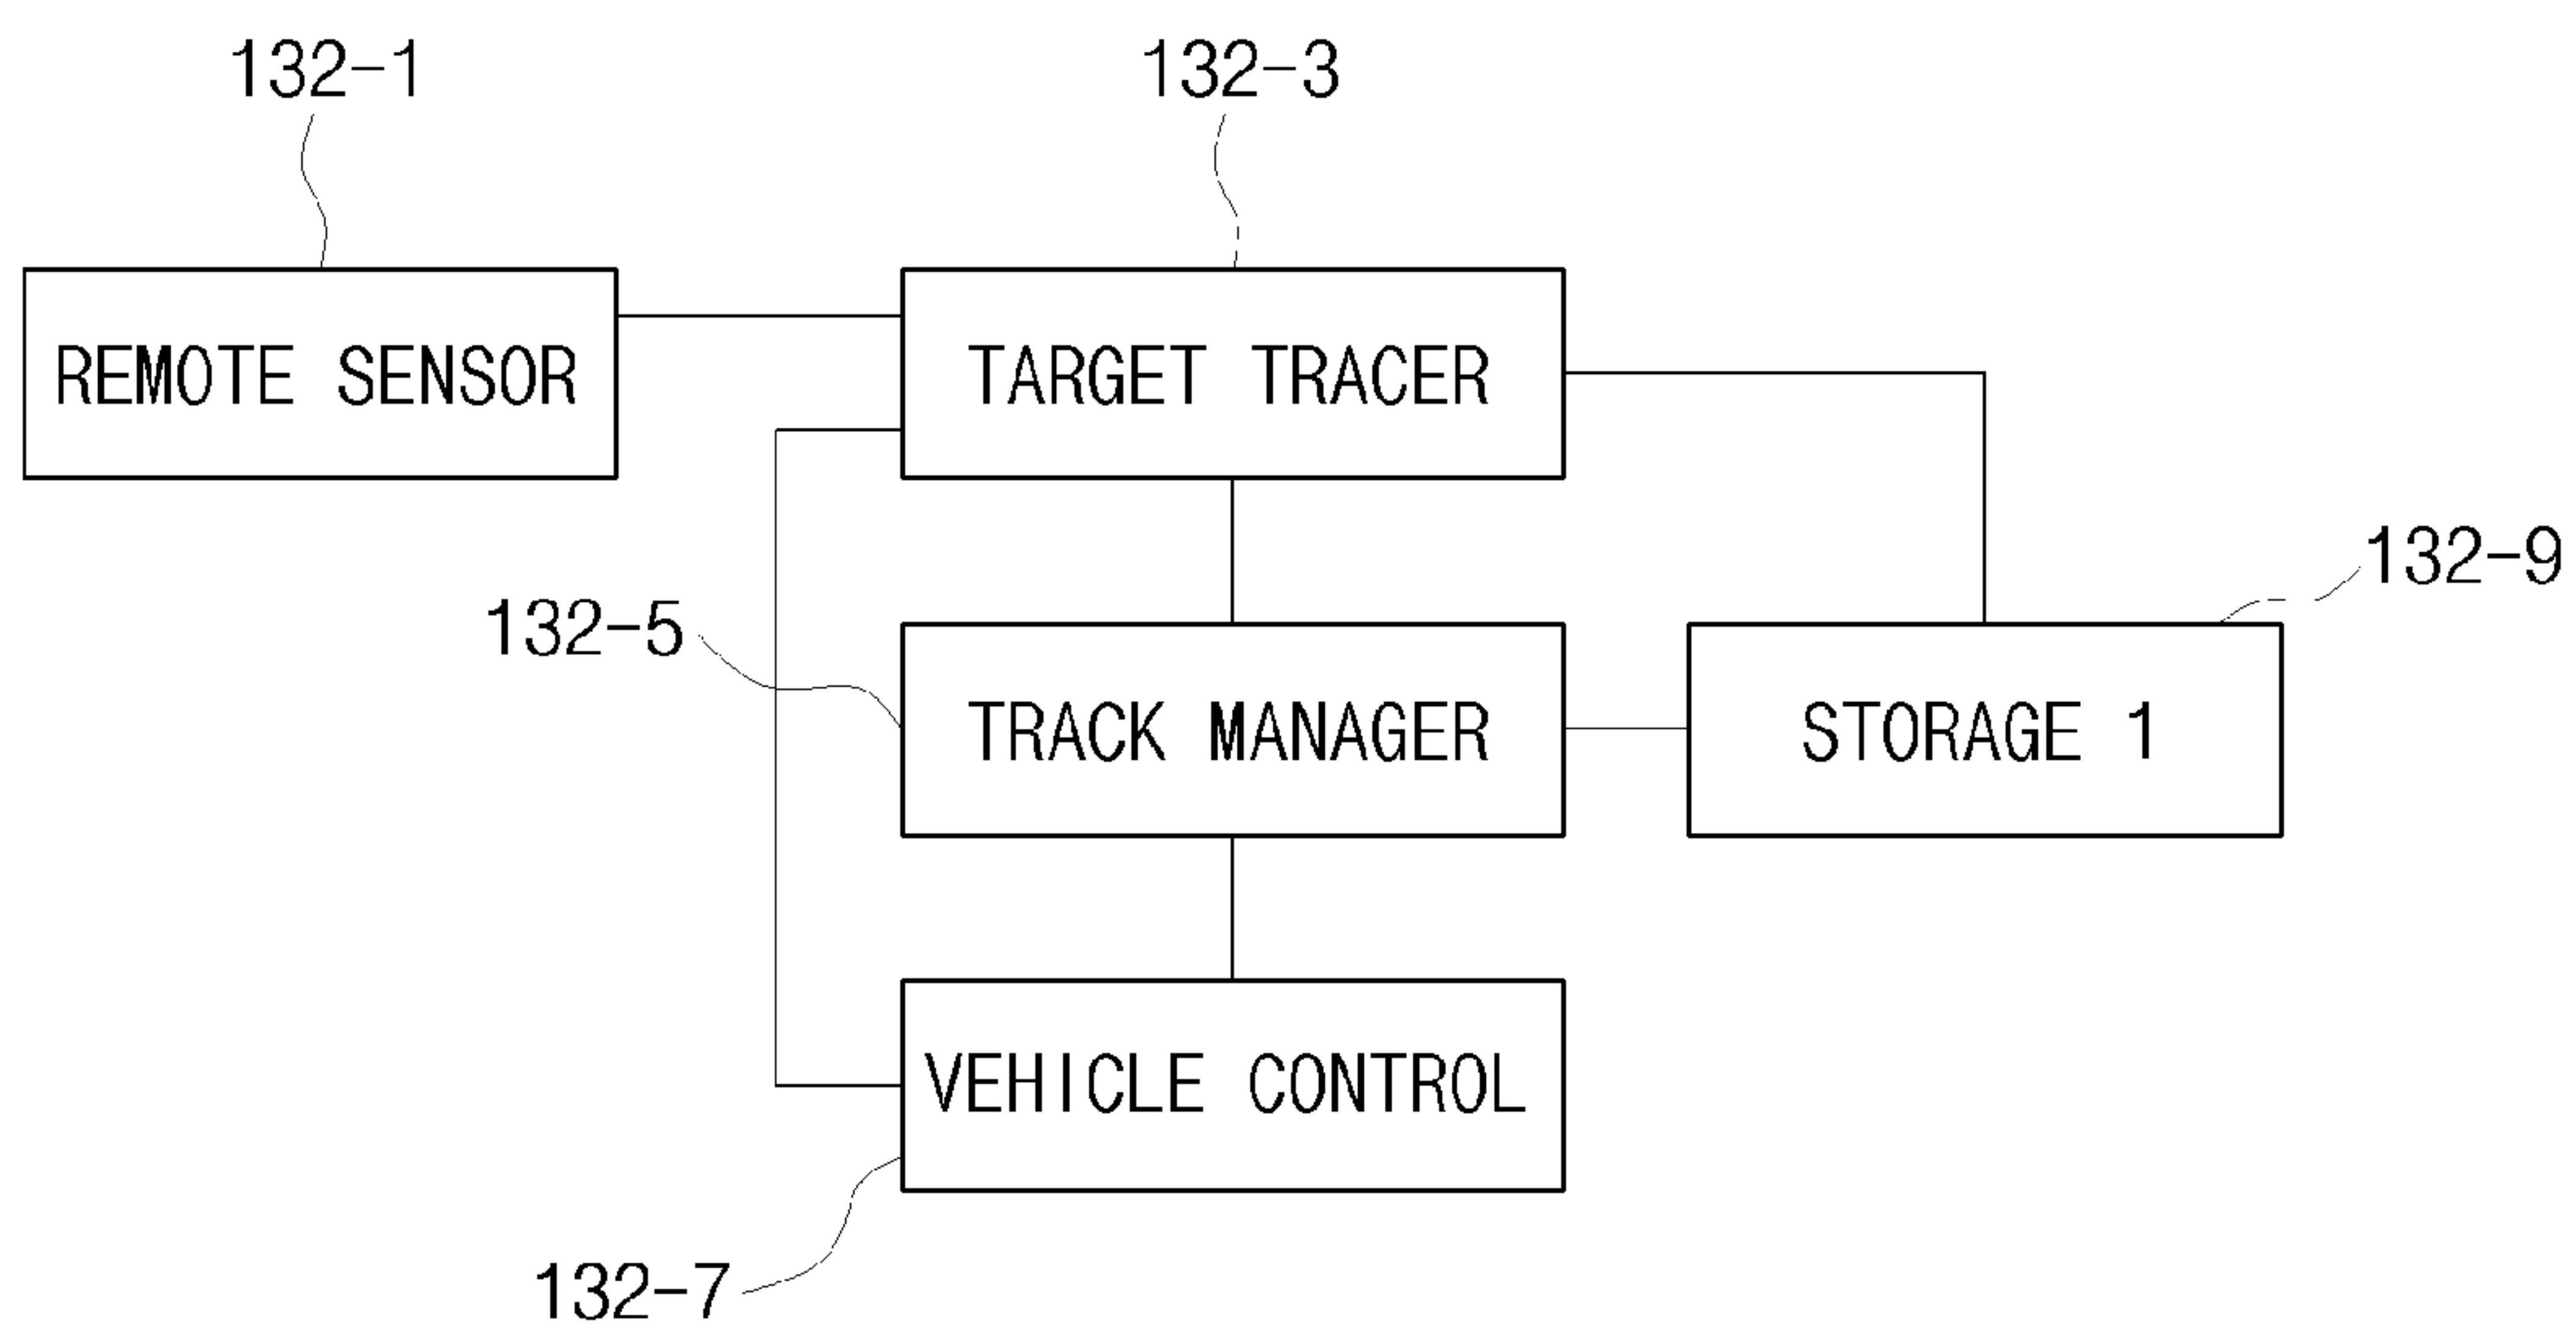 132-1
132-3
REMOTE SENSOR
TARGET TRACER
132-9
132-5
TRACK MANAGER
STORAGE 1
VEHICLE CONTROL
132-7